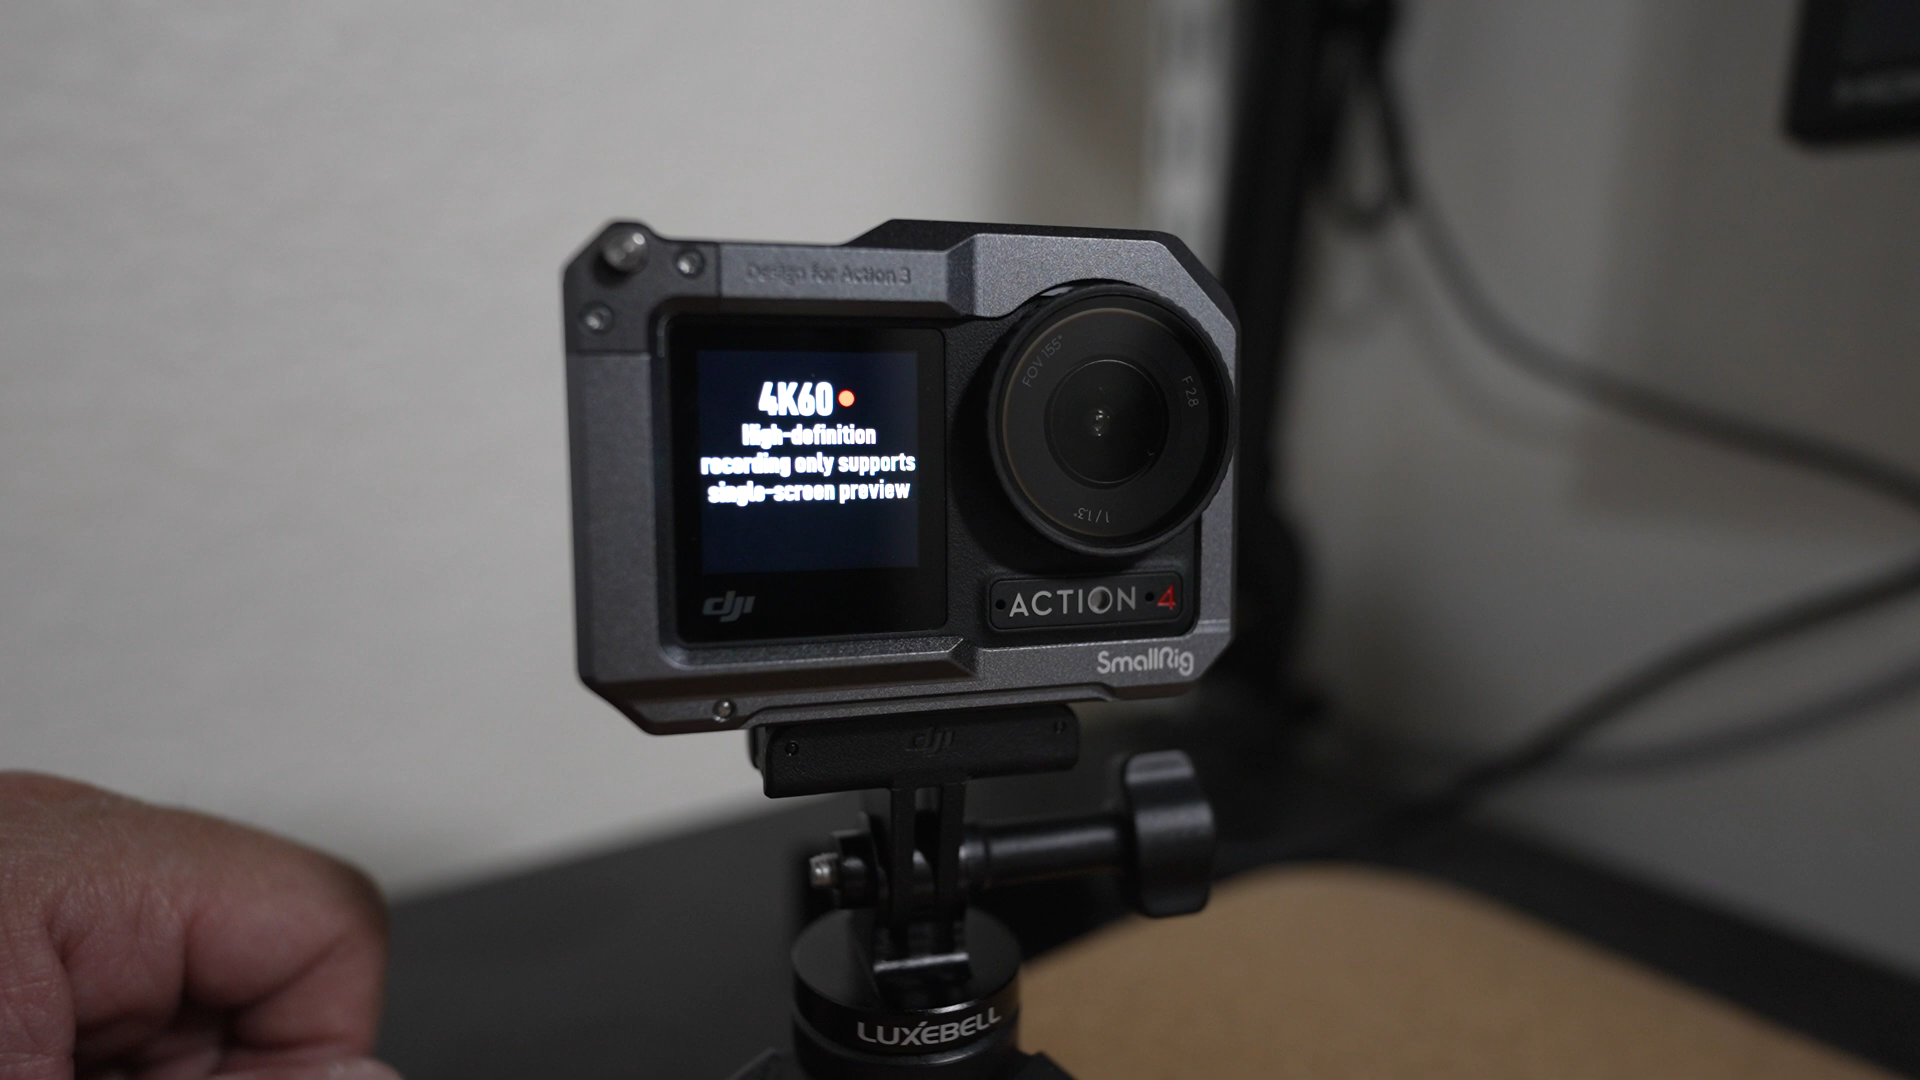 Design for Action 3
4K60
High-definition
recording only supports
single-screen preview
FOV 155°
F2.8
1/1.3"
dji
ACTION 4
SmallRig
dji
LUXEBELL